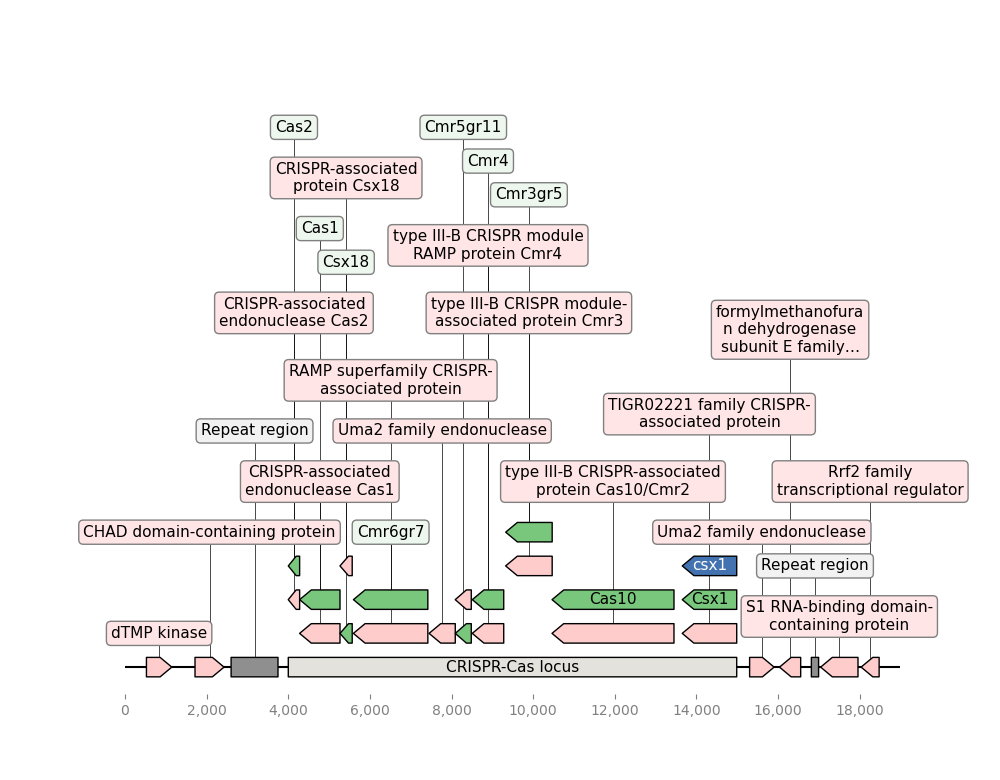 Cas2
Cmr5gr11
Cmr4
CRISPR-associated
protein Csx18
Cmr3gr5
Cas1
type III-B CRISPR module
RAMP protein Cmr4
Csx18
CRISPR-associated
endonuclease Cas2
type III-B CRISPR module-
associated protein Cmr3
formylmethanofura
n dehydrogenase
subunit E family…
RAMP superfamily CRISPR-
associated protein
TIGR02221 family CRISPR-
associated protein
Repeat region
Uma2 family endonuclease
CRISPR-associated
endonuclease Cas1
type III-B CRISPR-associated
protein Cas10/Cmr2
Rrf2 family
transcriptional regulator
CHAD domain-containing protein
Cmr6gr7
Uma2 family endonuclease
csx1
Repeat region
Cas10
Csx1
S1 RNA-binding domain-
containing protein
dTMP kinase
CRISPR-Cas locus
0
2,000
4,000
6,000
8,000
10,000
12,000
14,000
16,000
18,000